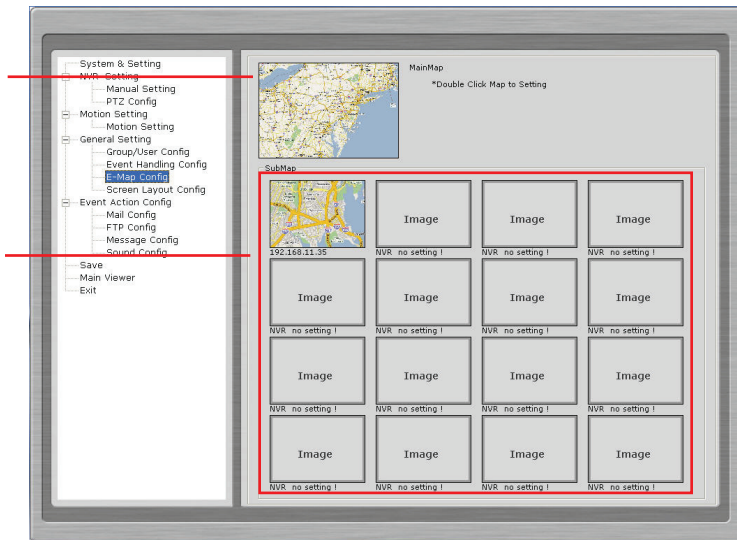 System & Setting
NVR Setting
Manual Setting
PTZ Config
Motion Setting
Motion Setting
General Setting
Group/User Config
Event Handling Config
E-Map Config
Screen Layout Config
Event Action Config
Mail Config
FTP Config
Message Config
Sound Config
Save
Main Viewer
Exit
MainMap
*Double Click Map to Setting
SubMap
Image Image Image
192.168.11.35 NVR no setting ! NVR no setting ! NVR no setting !
Image Image Image Image
NVR no setting ! NVR no setting ! NVR no setting ! NVR no setting !
Image Image Image Image
NVR no setting ! NVR no setting ! NVR no setting ! NVR no setting !
Image Image Image Image
NVR no setting ! NVR no setting ! NVR no setting ! NVR no setting !